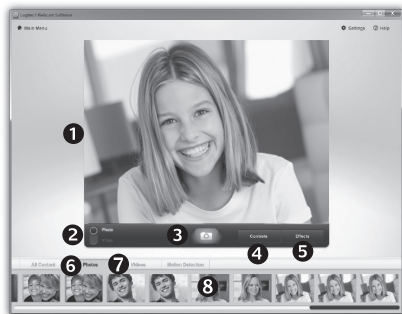 Logitech Webcam Software
Main Menu
Settings
Help
1
2
Photo
Video
3
Controls
Effects
4
5
6
7
8
All Content
Photos
Videos
Motion Detection